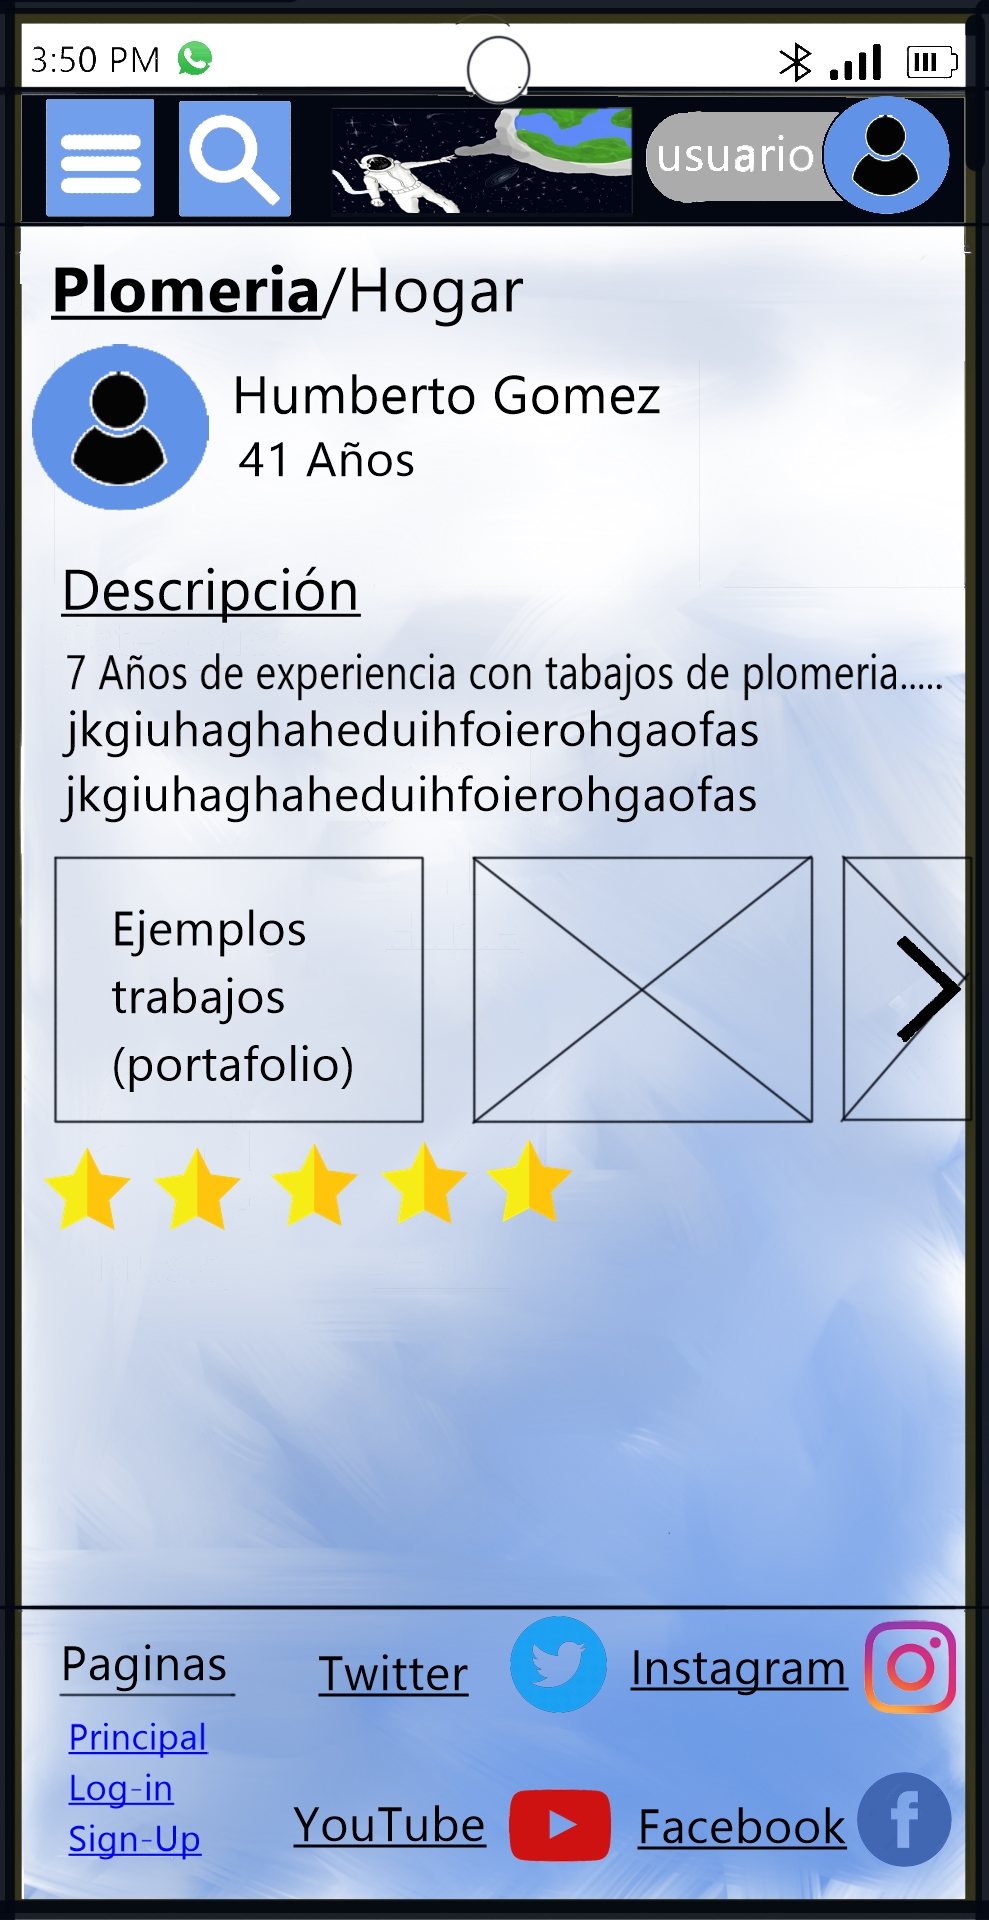 3:50 PM
usuario
Plomeria/Hogar
Humberto Gomez
41 Años
Descripción
7 Años de experiencia con tabajos de plomeria.....
jkgiuhaghaheduihfoierohgaofas
jkgiuhaghaheduihfoierohgaofas
Ejemplos
trabajos
(portafolio)
Paginas
Principal
Log-in
Sign-Up
Twitter
Instagram
YouTube
Facebook